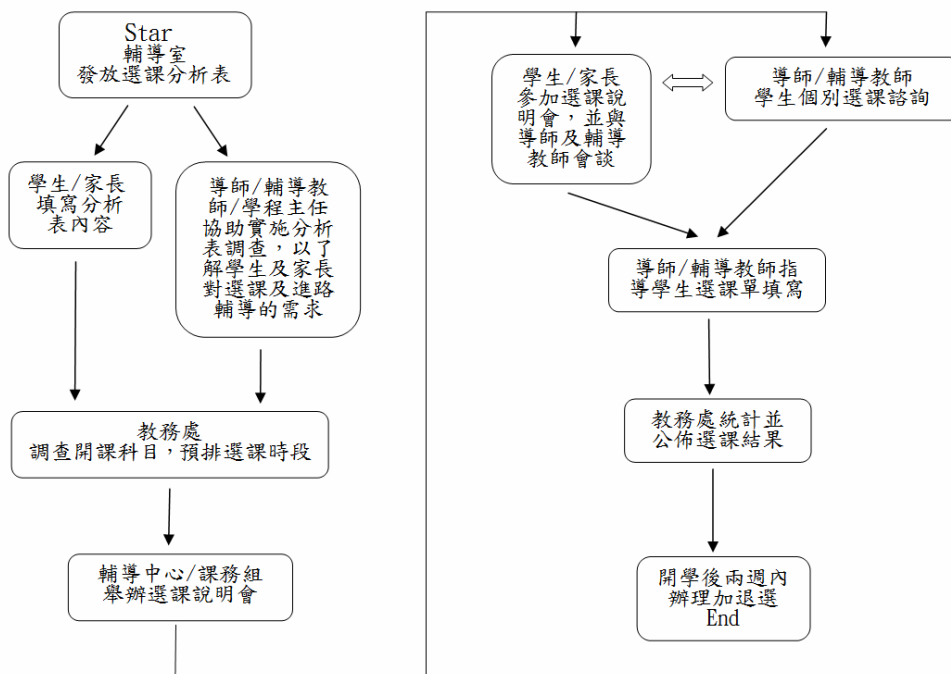 Star
輔導室
發放選課分析表
學生/家長
填寫分析
表內容
導師/輔導教
師/學程主任
協助實施分析
表調查，以了
解學生及家長
對選課及進路
輔導的需求
教務處
調查開課科目，預排選課時段
輔導中心/課務組
舉辦選課說明會
學生/家長
參加選課說
明會，並與
導師及輔導
教師會談
導師/輔導教師
學生個別選課諮詢
導師/輔導教師指
導學生選課單填寫
教務處統計並
公佈選課結果
開學後兩週內
辦理加退選
End